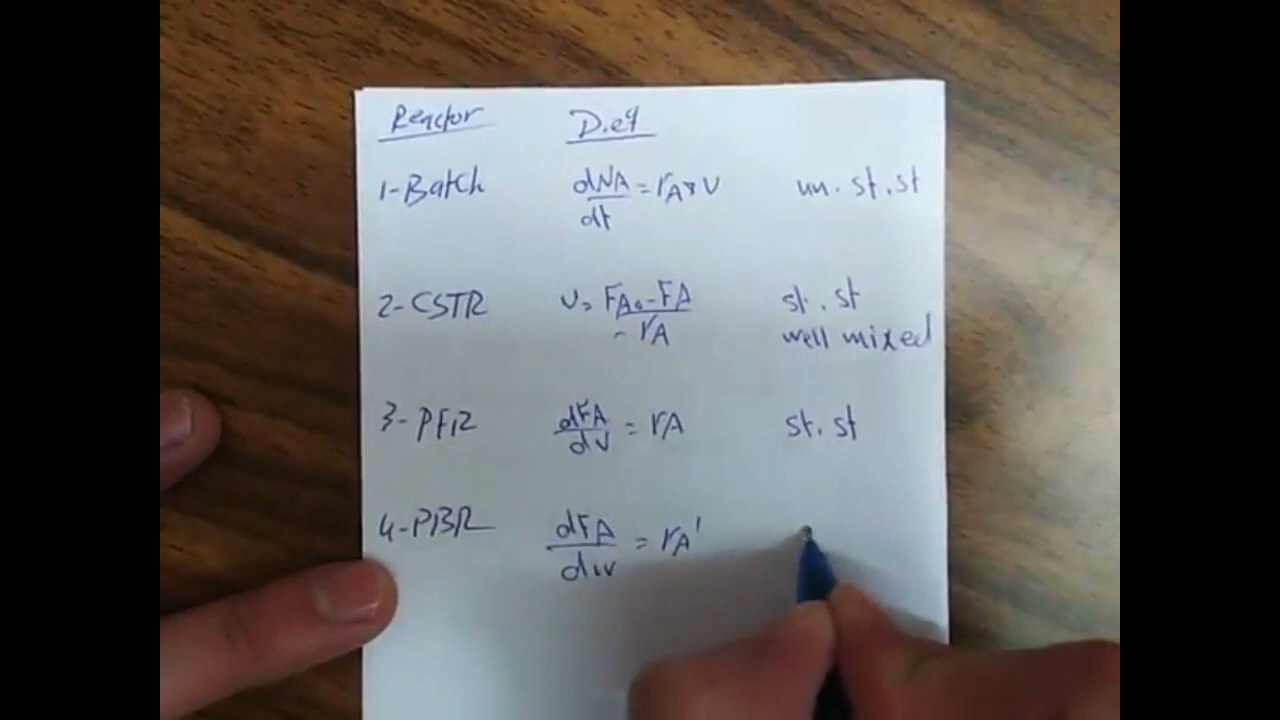 Reactor D.eq
1-Batch dNA/dt = rA * V un. st. st
2-CSTR V = FA0 - FA / -rA st. st
well mixed
3-PFR dFA/dV = rA st. st
4-PBR dFA/dW = rA'